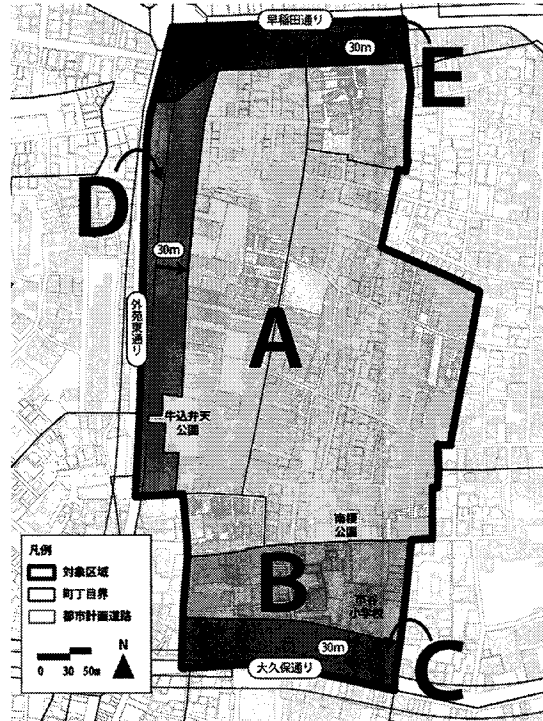 早稲田通り
30m
E
D
30m
A
外苑東通り
牛込弁天
公園
南榎
公園
B
市谷
小学校
凡例
対象区域
町丁目界
都市計画道路
0 30 50m
N
30m
大久保通り
C